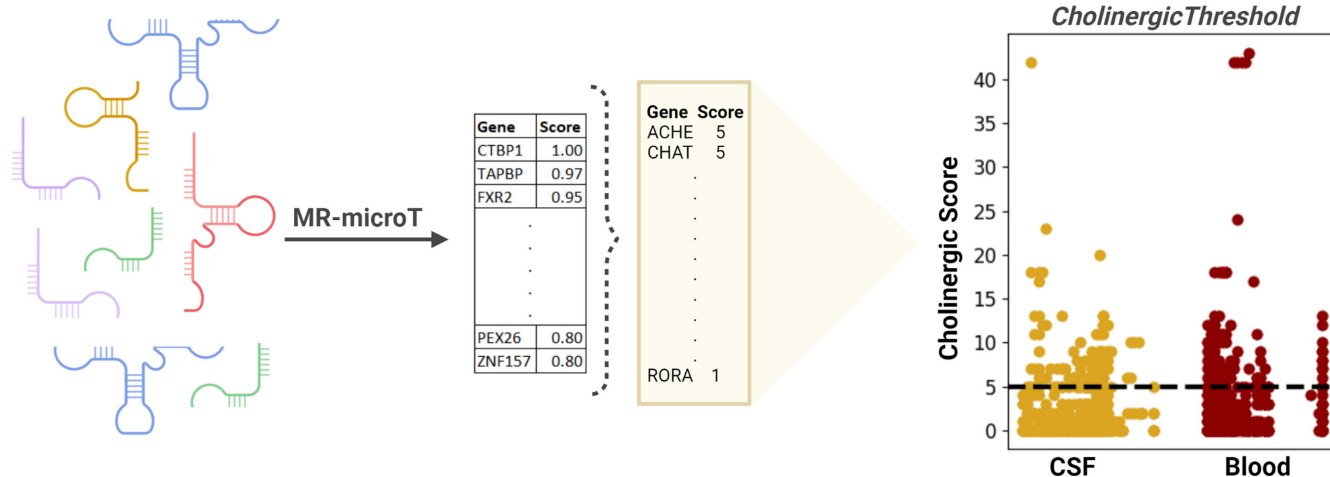 MR-microT
Gene Score
CTBP1 1.00
TAPBP 0.97
FXR2 0.95
.
.
.
.
.
PEX26 0.80
ZNF157 0.80
Gene Score
ACHE 5
CHAT 5
.
.
.
.
.
.
.
.
.
.
RORA 1
CholinergicThreshold
Cholinergic Score
40
35
30
25
20
15
10
5
0
CSF Blood